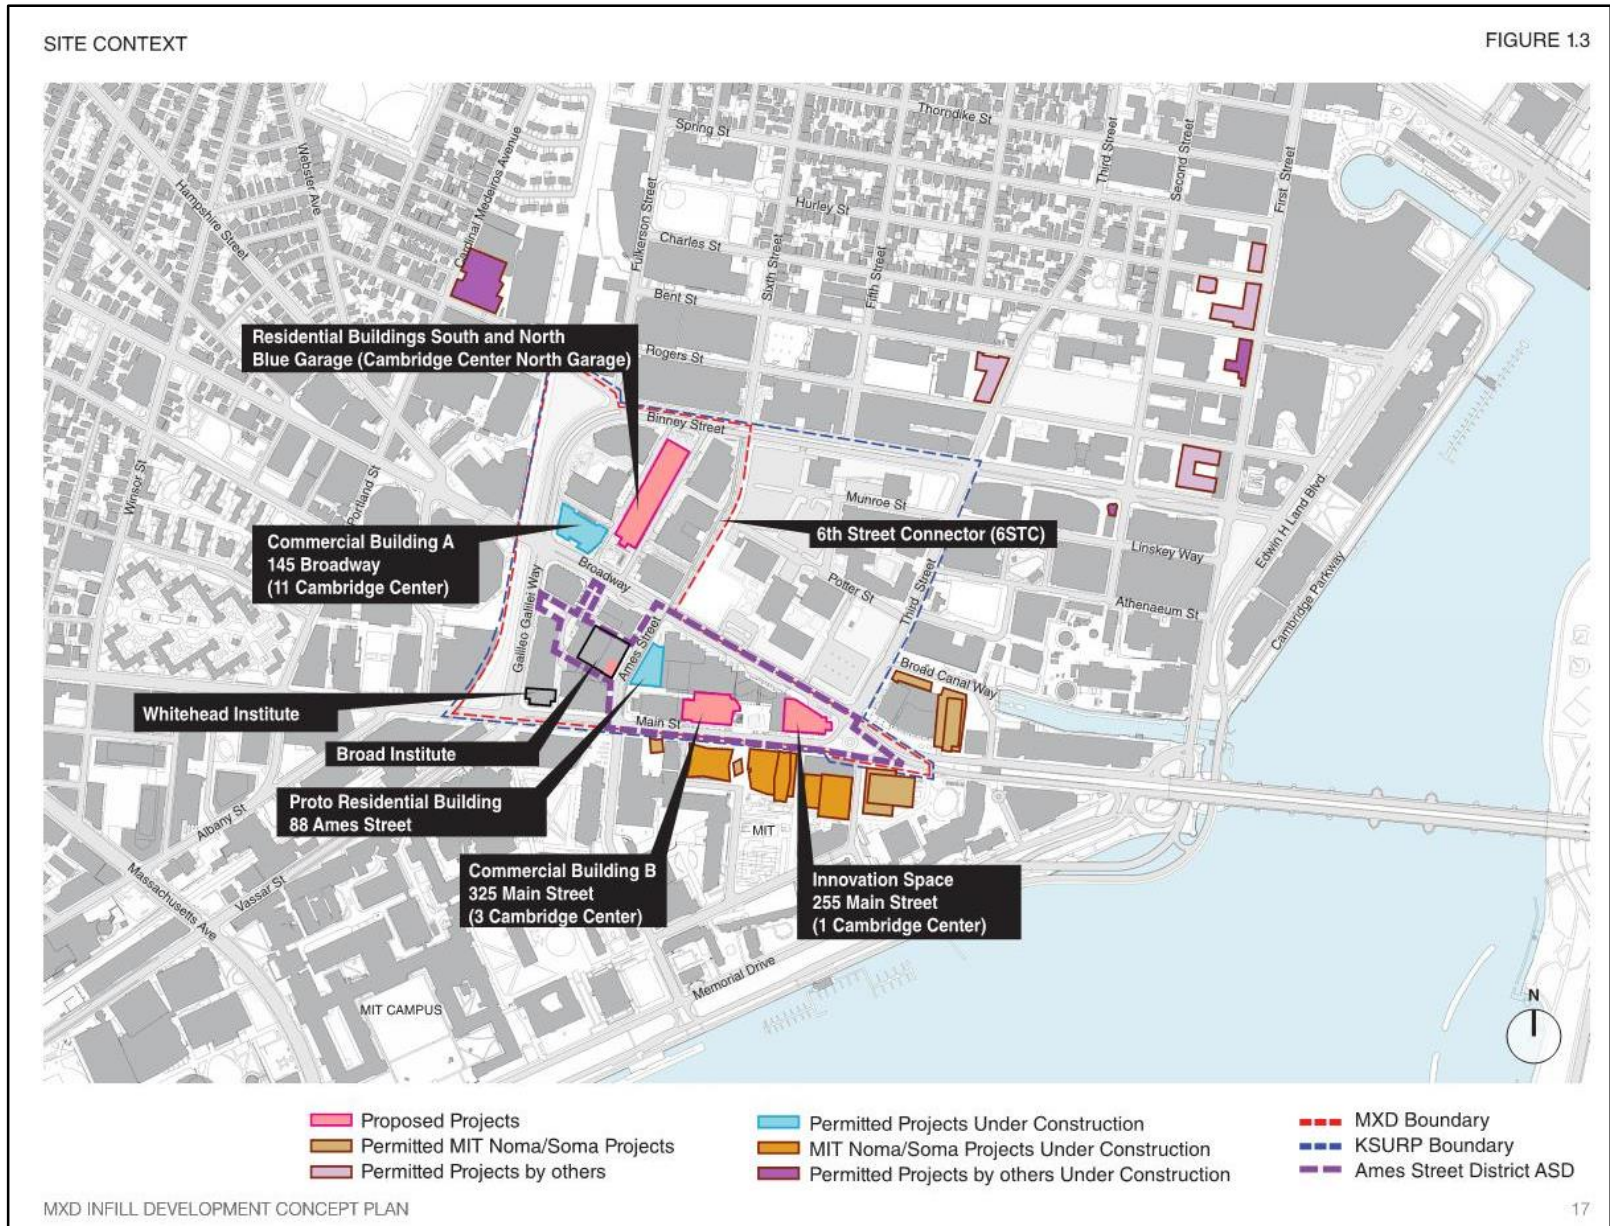 SITE CONTEXT
FIGURE 1.3
Thorndike St
Spring St
Third Street
Second Street
First Street
Webster Ave
Cardinal Medeiros Avenue
Hampshire Street
Fulkerson Street
Hurley St
Charles St
Sixth Street
Fifth Street
Bent St
Residential Buildings South and North
Blue Garage (Cambridge Center North Garage)
Rogers St
Binney Street
Winsor St
Portland St
Munroe St
Edwin H Land Blvd.
6th Street Connector (6STC)
Linskey Way
Commercial Building A
145 Broadway
(11 Cambridge Center)
Broadway
Potter St
Third Street
Athenaeum St
Cambridge Parkway
Galileo Galilei Way
Ames Street
Broad Canal Way
Whitehead Institute
Main St
Broad Institute
Proto Residential Building
88 Ames Street
Albany St
MIT
Commercial Building B
325 Main Street
(3 Cambridge Center)
Innovation Space
255 Main Street
(1 Cambridge Center)
Massachusetts Ave
Vassar St
Memorial Drive
MIT CAMPUS
N
Proposed Projects
Permitted MIT Noma/Soma Projects
Permitted Projects by others
Permitted Projects Under Construction
MIT Noma/Soma Projects Under Construction
Permitted Projects by others Under Construction
MXD Boundary
KSURP Boundary
Ames Street District ASD
MXD INFILL DEVELOPMENT CONCEPT PLAN
17